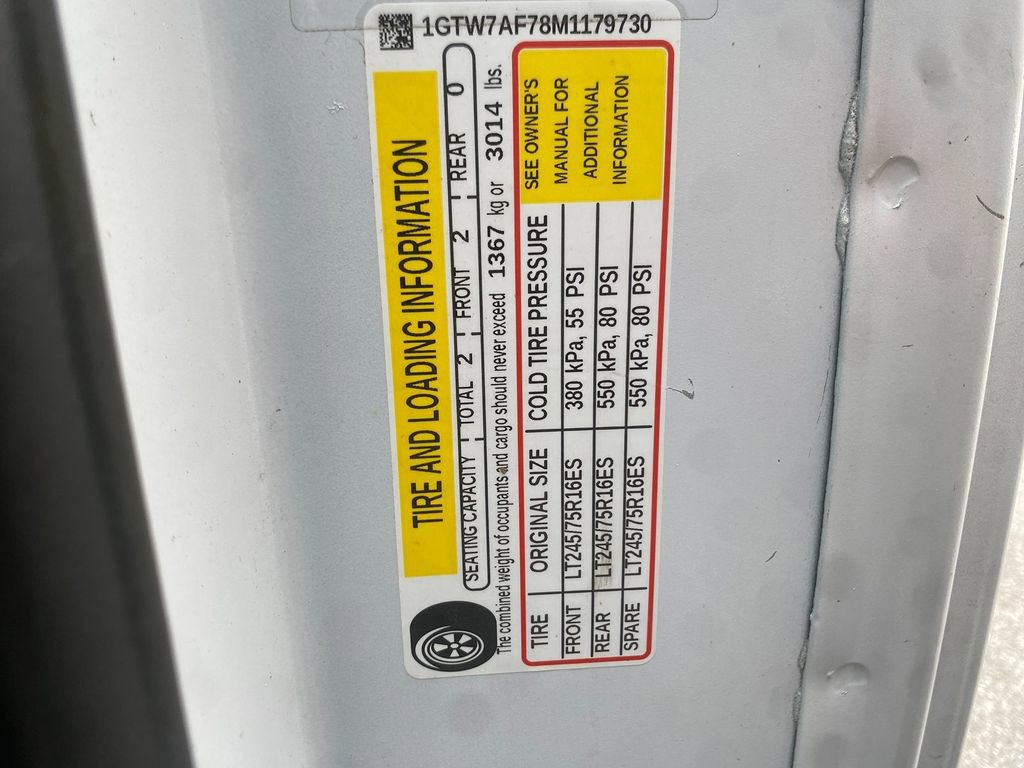 1GTW7AF78M1179730
TIRE AND LOADING INFORMATION
SEATING CAPACITY TOTAL 2 FRONT 2 REAR 0
The combined weight of occupants and cargo should never exceed 1367 kg or 3014 lbs.
TIRE ORIGINAL SIZE COLD TIRE PRESSURE
FRONT LT245/75R16ES 380 kPa, 55 PSI
REAR LT245/75R16ES 550 kPa, 80 PSI
SPARE LT245/75R16ES 550 kPa, 80 PSI
SEE OWNER'S
MANUAL FOR
ADDITIONAL
INFORMATION